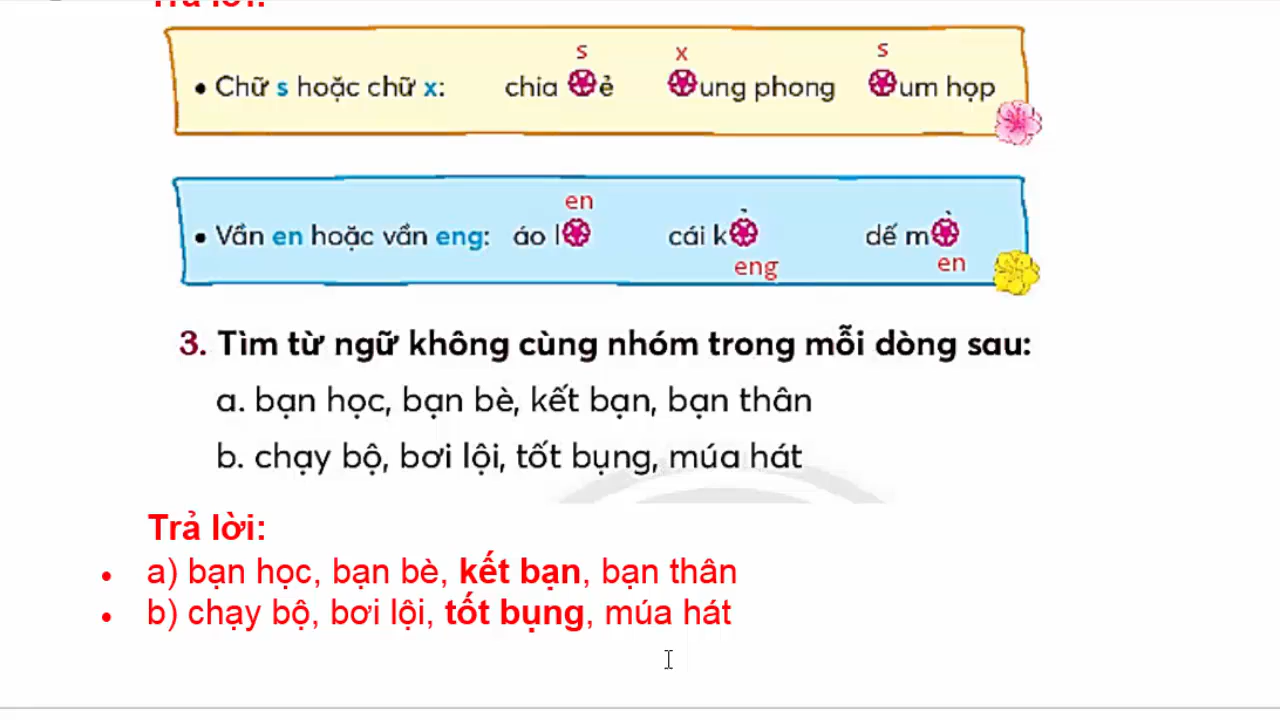 Trả lời:
s x s
• Chữ s hoặc chữ x: chia ẻ ung phong um họp
en
• Vần en hoặc vần eng: áo l cái k̉ dế m̀
eng en
3. Tìm từ ngữ không cùng nhóm trong mỗi dòng sau:
a. bạn học, bạn bè, kết bạn, bạn thân
b. chạy bộ, bơi lội, tốt bụng, múa hát
Trả lời:
• a) bạn học, bạn bè, kết bạn, bạn thân
• b) chạy bộ, bơi lội, tốt bụng, múa hát